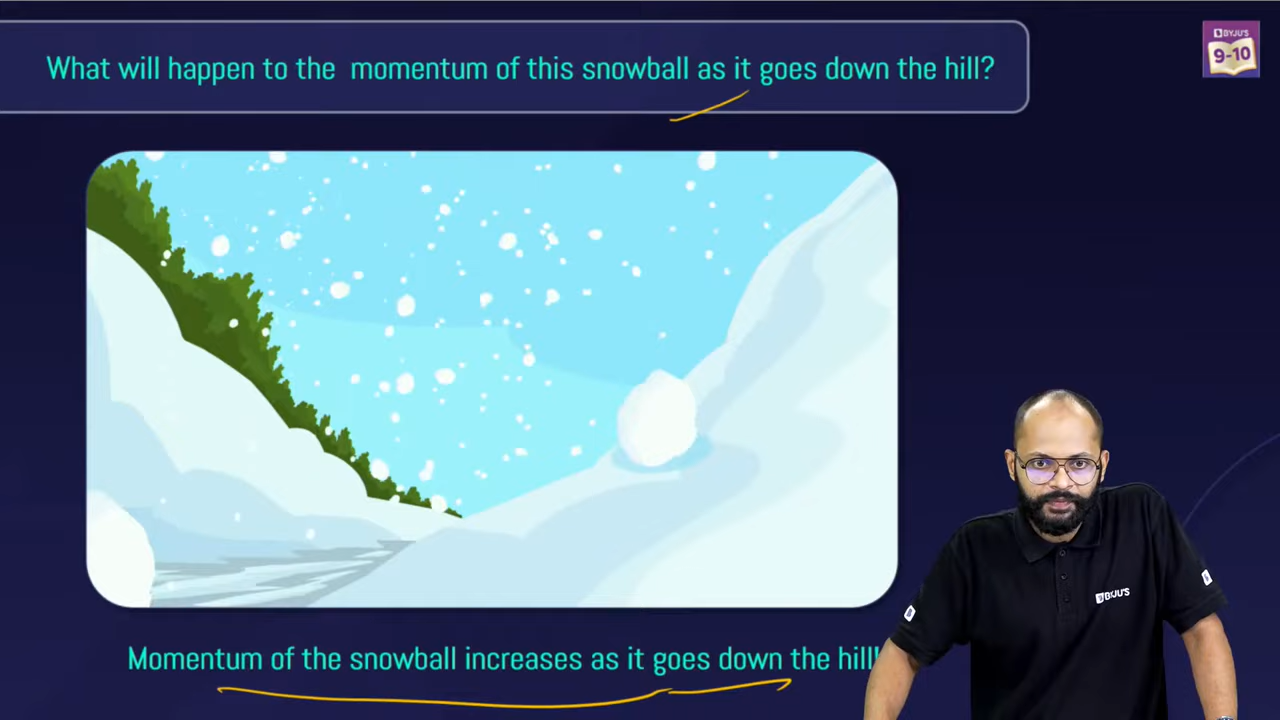 What will happen to the momentum of this snowball as it goes down the hill?
BYJU'S
9-10
BYJU'S
Momentum of the snowball increases as it goes down the hill!